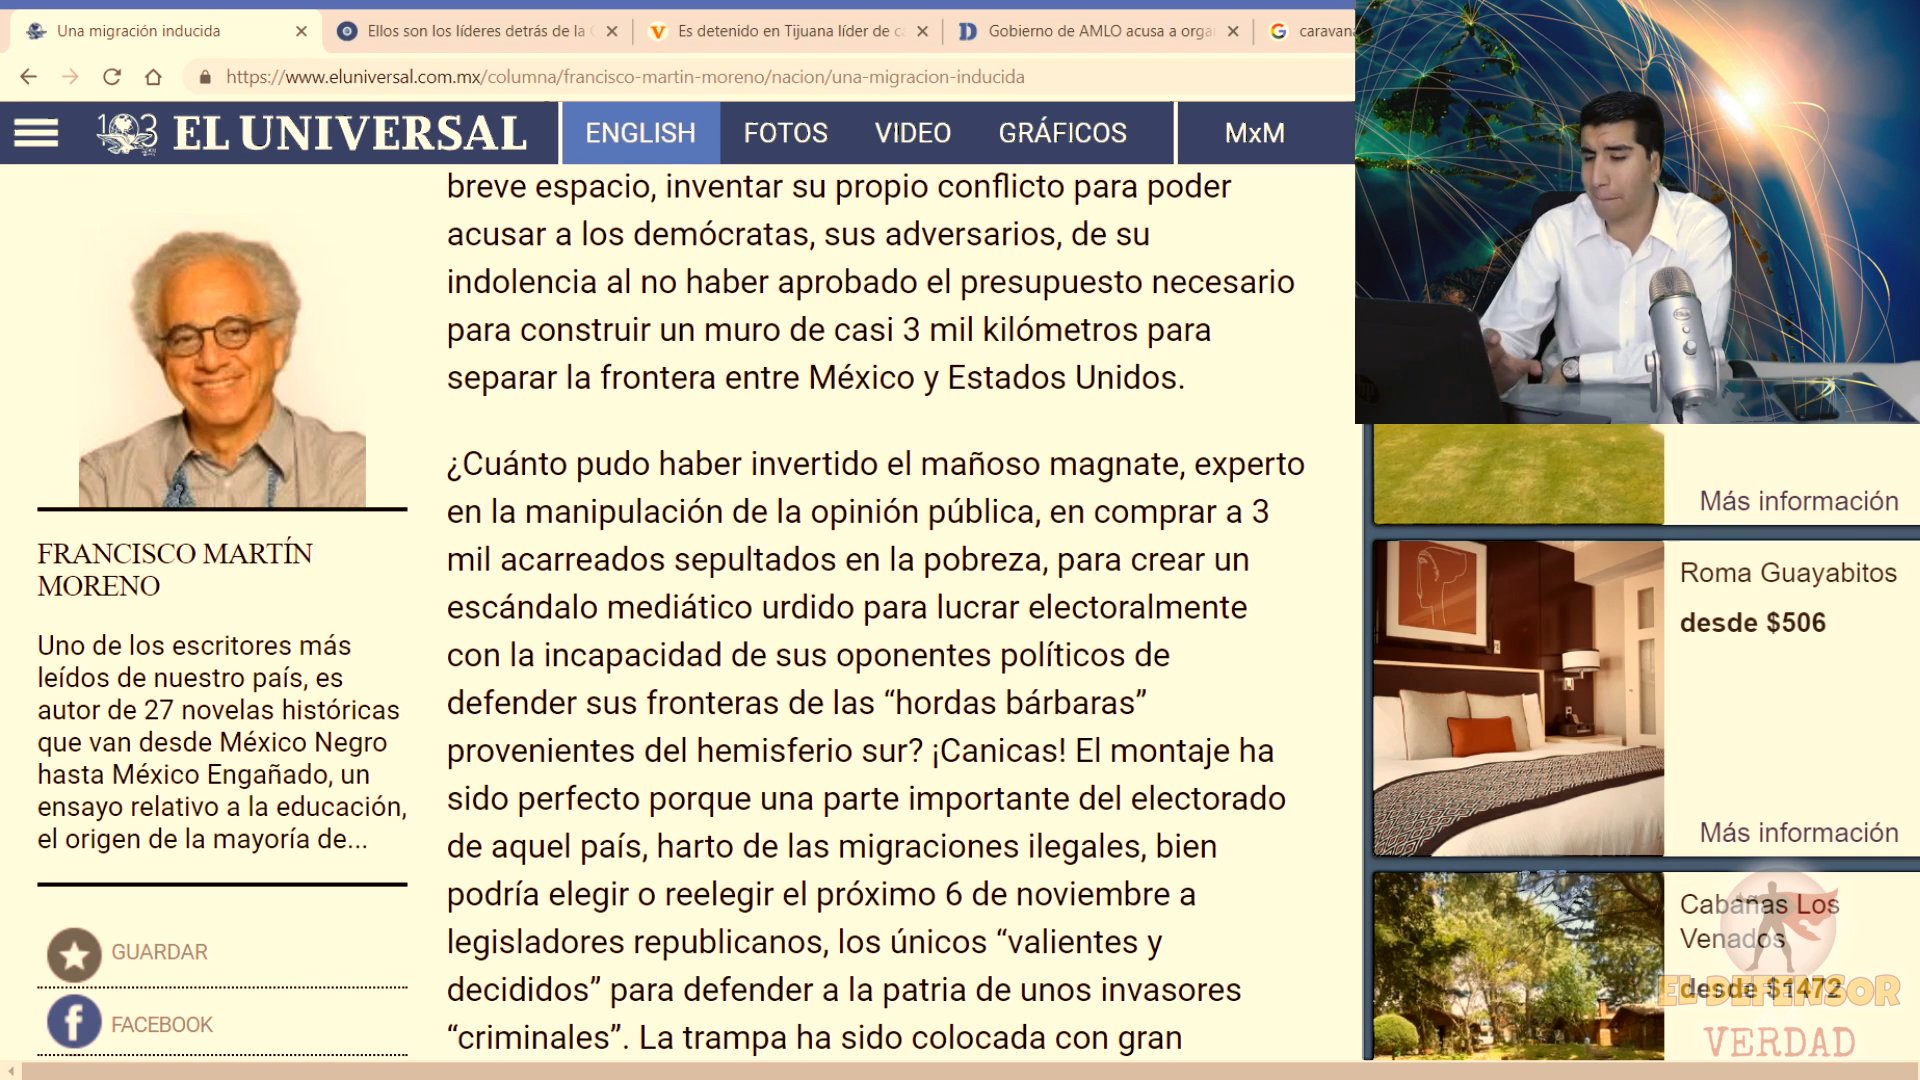 Una migración inducida
Ellos son los líderes detrás de la
Es detenido en Tijuana líder de
Gobierno de AMLO acusa a orga
caravana
https://www.eluniversal.com.mx/columna/francisco-martin-moreno/nacion/una-migracion-inducida
103 EL UNIVERSAL
ENGLISH
FOTOS
VIDEO
GRÁFICOS
MxM
breve espacio, inventar su propio conflicto para poder
acusar a los demócratas, sus adversarios, de su
indolencia al no haber aprobado el presupuesto necesario
para construir un muro de casi 3 mil kilómetros para
separar la frontera entre México y Estados Unidos.
¿Cuánto pudo haber invertido el mañoso magnate, experto
en la manipulación de la opinión pública, en comprar a 3
mil acarreados sepultados en la pobreza, para crear un
escándalo mediático urdido para lucrar electoralmente
con la incapacidad de sus oponentes políticos de
defender sus fronteras de las “hordas bárbaras”
provenientes del hemisferio sur? ¡Canicas! El montaje ha
sido perfecto porque una parte importante del electorado
de aquel país, harto de las migraciones ilegales, bien
podría elegir o reelegir el próximo 6 de noviembre a
legisladores republicanos, los únicos “valientes y
decididos” para defender a la patria de unos invasores
“criminales”. La trampa ha sido colocada con gran
FRANCISCO MARTÍN
MORENO
Uno de los escritores más
leídos de nuestro país, es
autor de 27 novelas históricas
que van desde México Negro
hasta México Engañado, un
ensayo relativo a la educación,
el origen de la mayoría de...
GUARDAR
FACEBOOK
Más información
Roma Guayabitos
desde $506
Más información
Cabañas Los
Venados
desde $1472
EL DEFENSOR
VERDAD